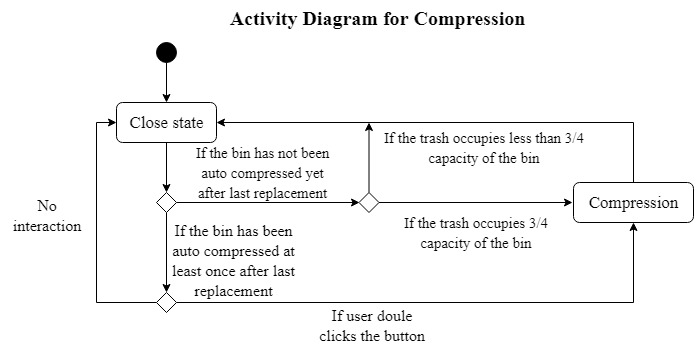 Activity Diagram for Compression
Close state
If the bin has not been
auto compressed yet
after last replacement
If the trash occupies less than 3/4
capacity of the bin
No
interaction
Compression
If the trash occupies 3/4
capacity of the bin
If the bin has been
auto compressed at
least once after last
replacement
If user doule
clicks the button